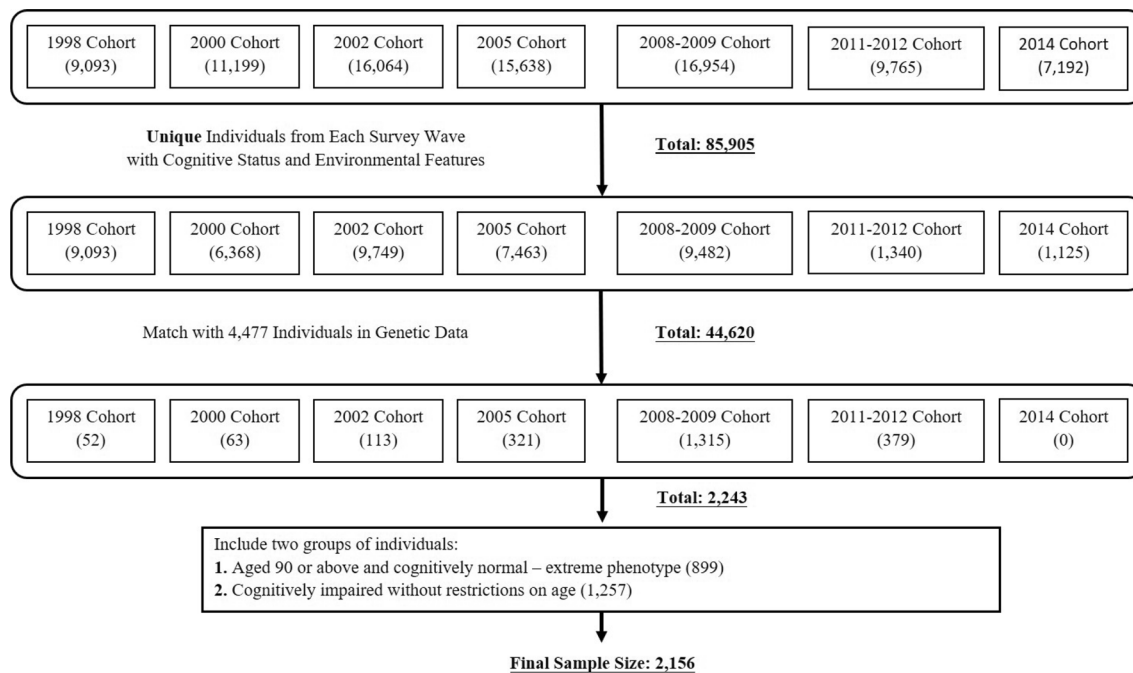 1998 Cohort
(9,093)
2000 Cohort
(11,199)
2002 Cohort
(16,064)
2005 Cohort
(15,638)
2008-2009 Cohort
(16,954)
2011-2012 Cohort
(9,765)
2014 Cohort
(7,192)
Unique Individuals from Each Survey Wave
with Cognitive Status and Environmental Features
Total: 85,905
1998 Cohort
(9,093)
2000 Cohort
(6,368)
2002 Cohort
(9,749)
2005 Cohort
(7,463)
2008-2009 Cohort
(9,482)
2011-2012 Cohort
(1,340)
2014 Cohort
(1,125)
Match with 4,477 Individuals in Genetic Data
Total: 44,620
1998 Cohort
(52)
2000 Cohort
(63)
2002 Cohort
(113)
2005 Cohort
(321)
2008-2009 Cohort
(1,315)
2011-2012 Cohort
(379)
2014 Cohort
(0)
Total: 2,243
Include two groups of individuals:
1. Aged 90 or above and cognitively normal – extreme phenotype (899)
2. Cognitively impaired without restrictions on age (1,257)
Final Sample Size: 2,156